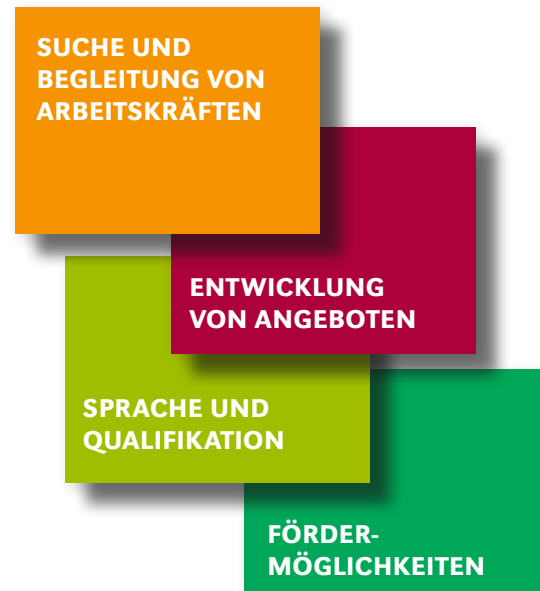 SUCHE UND
BEGLEITUNG VON
ARBEITSKRÄFTEN
ENTWICKLUNG
VON ANGEBOTEN
SPRACHE UND
QUALIFIKATION
FÖRDER-
MÖGLICHKEITEN